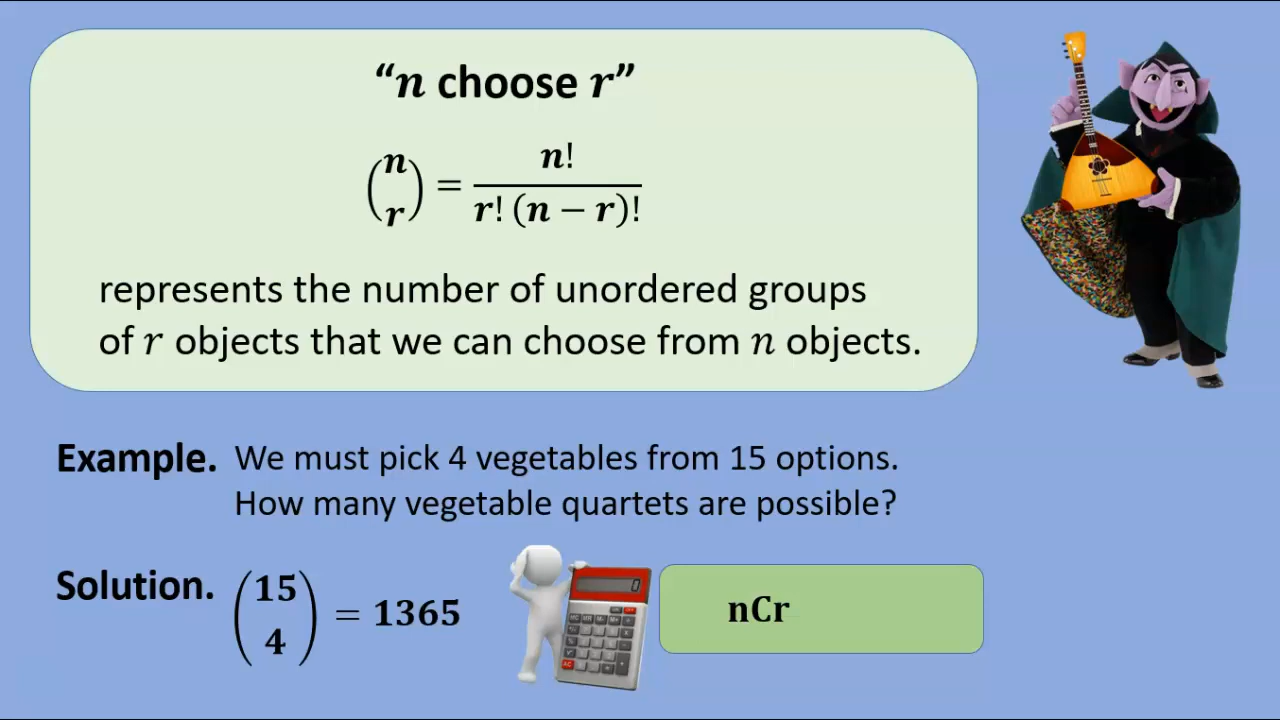 “n choose r”
(n r) = n! / r! (n − r)!
represents the number of unordered groups
of r objects that we can choose from n objects.
Example. We must pick 4 vegetables from 15 options.
How many vegetable quartets are possible?
Solution. (15 4) = 1365
nCr